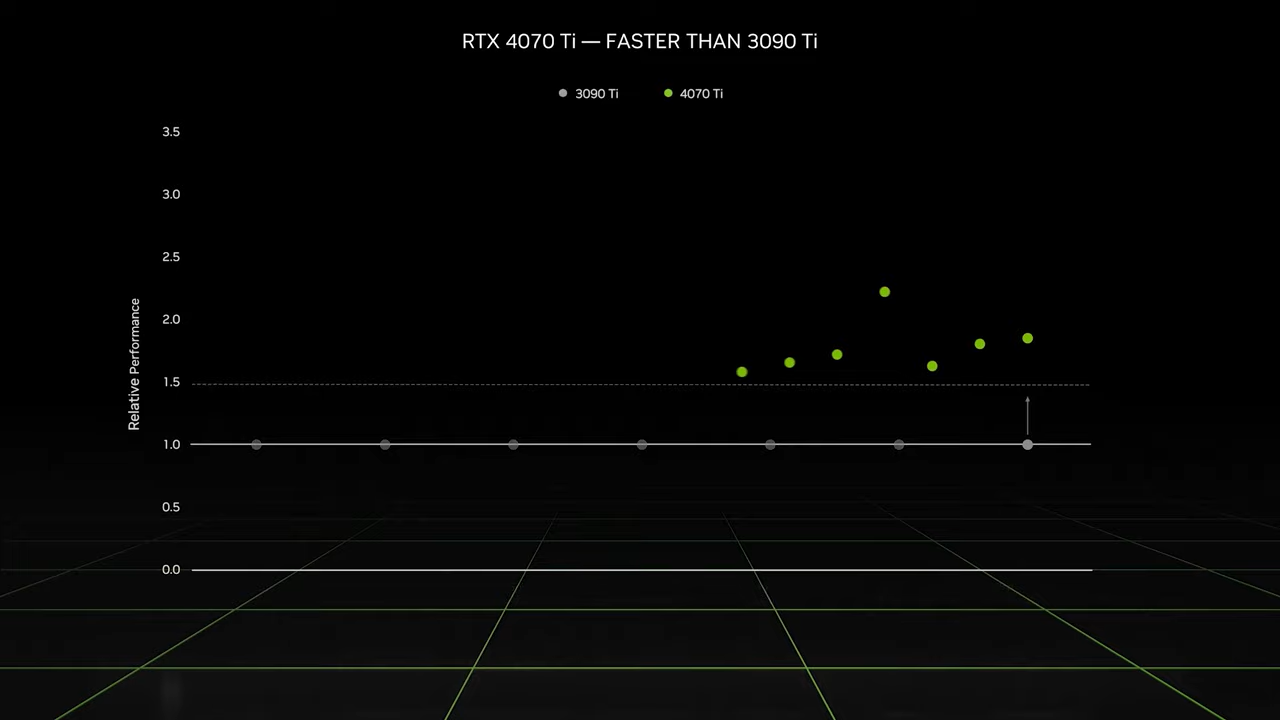 RTX 4070 Ti — FASTER THAN 3090 Ti
3090 Ti
4070 Ti
3.5
3.0
2.5
2.0
1.5
1.0
0.5
0.0
Relative Performance